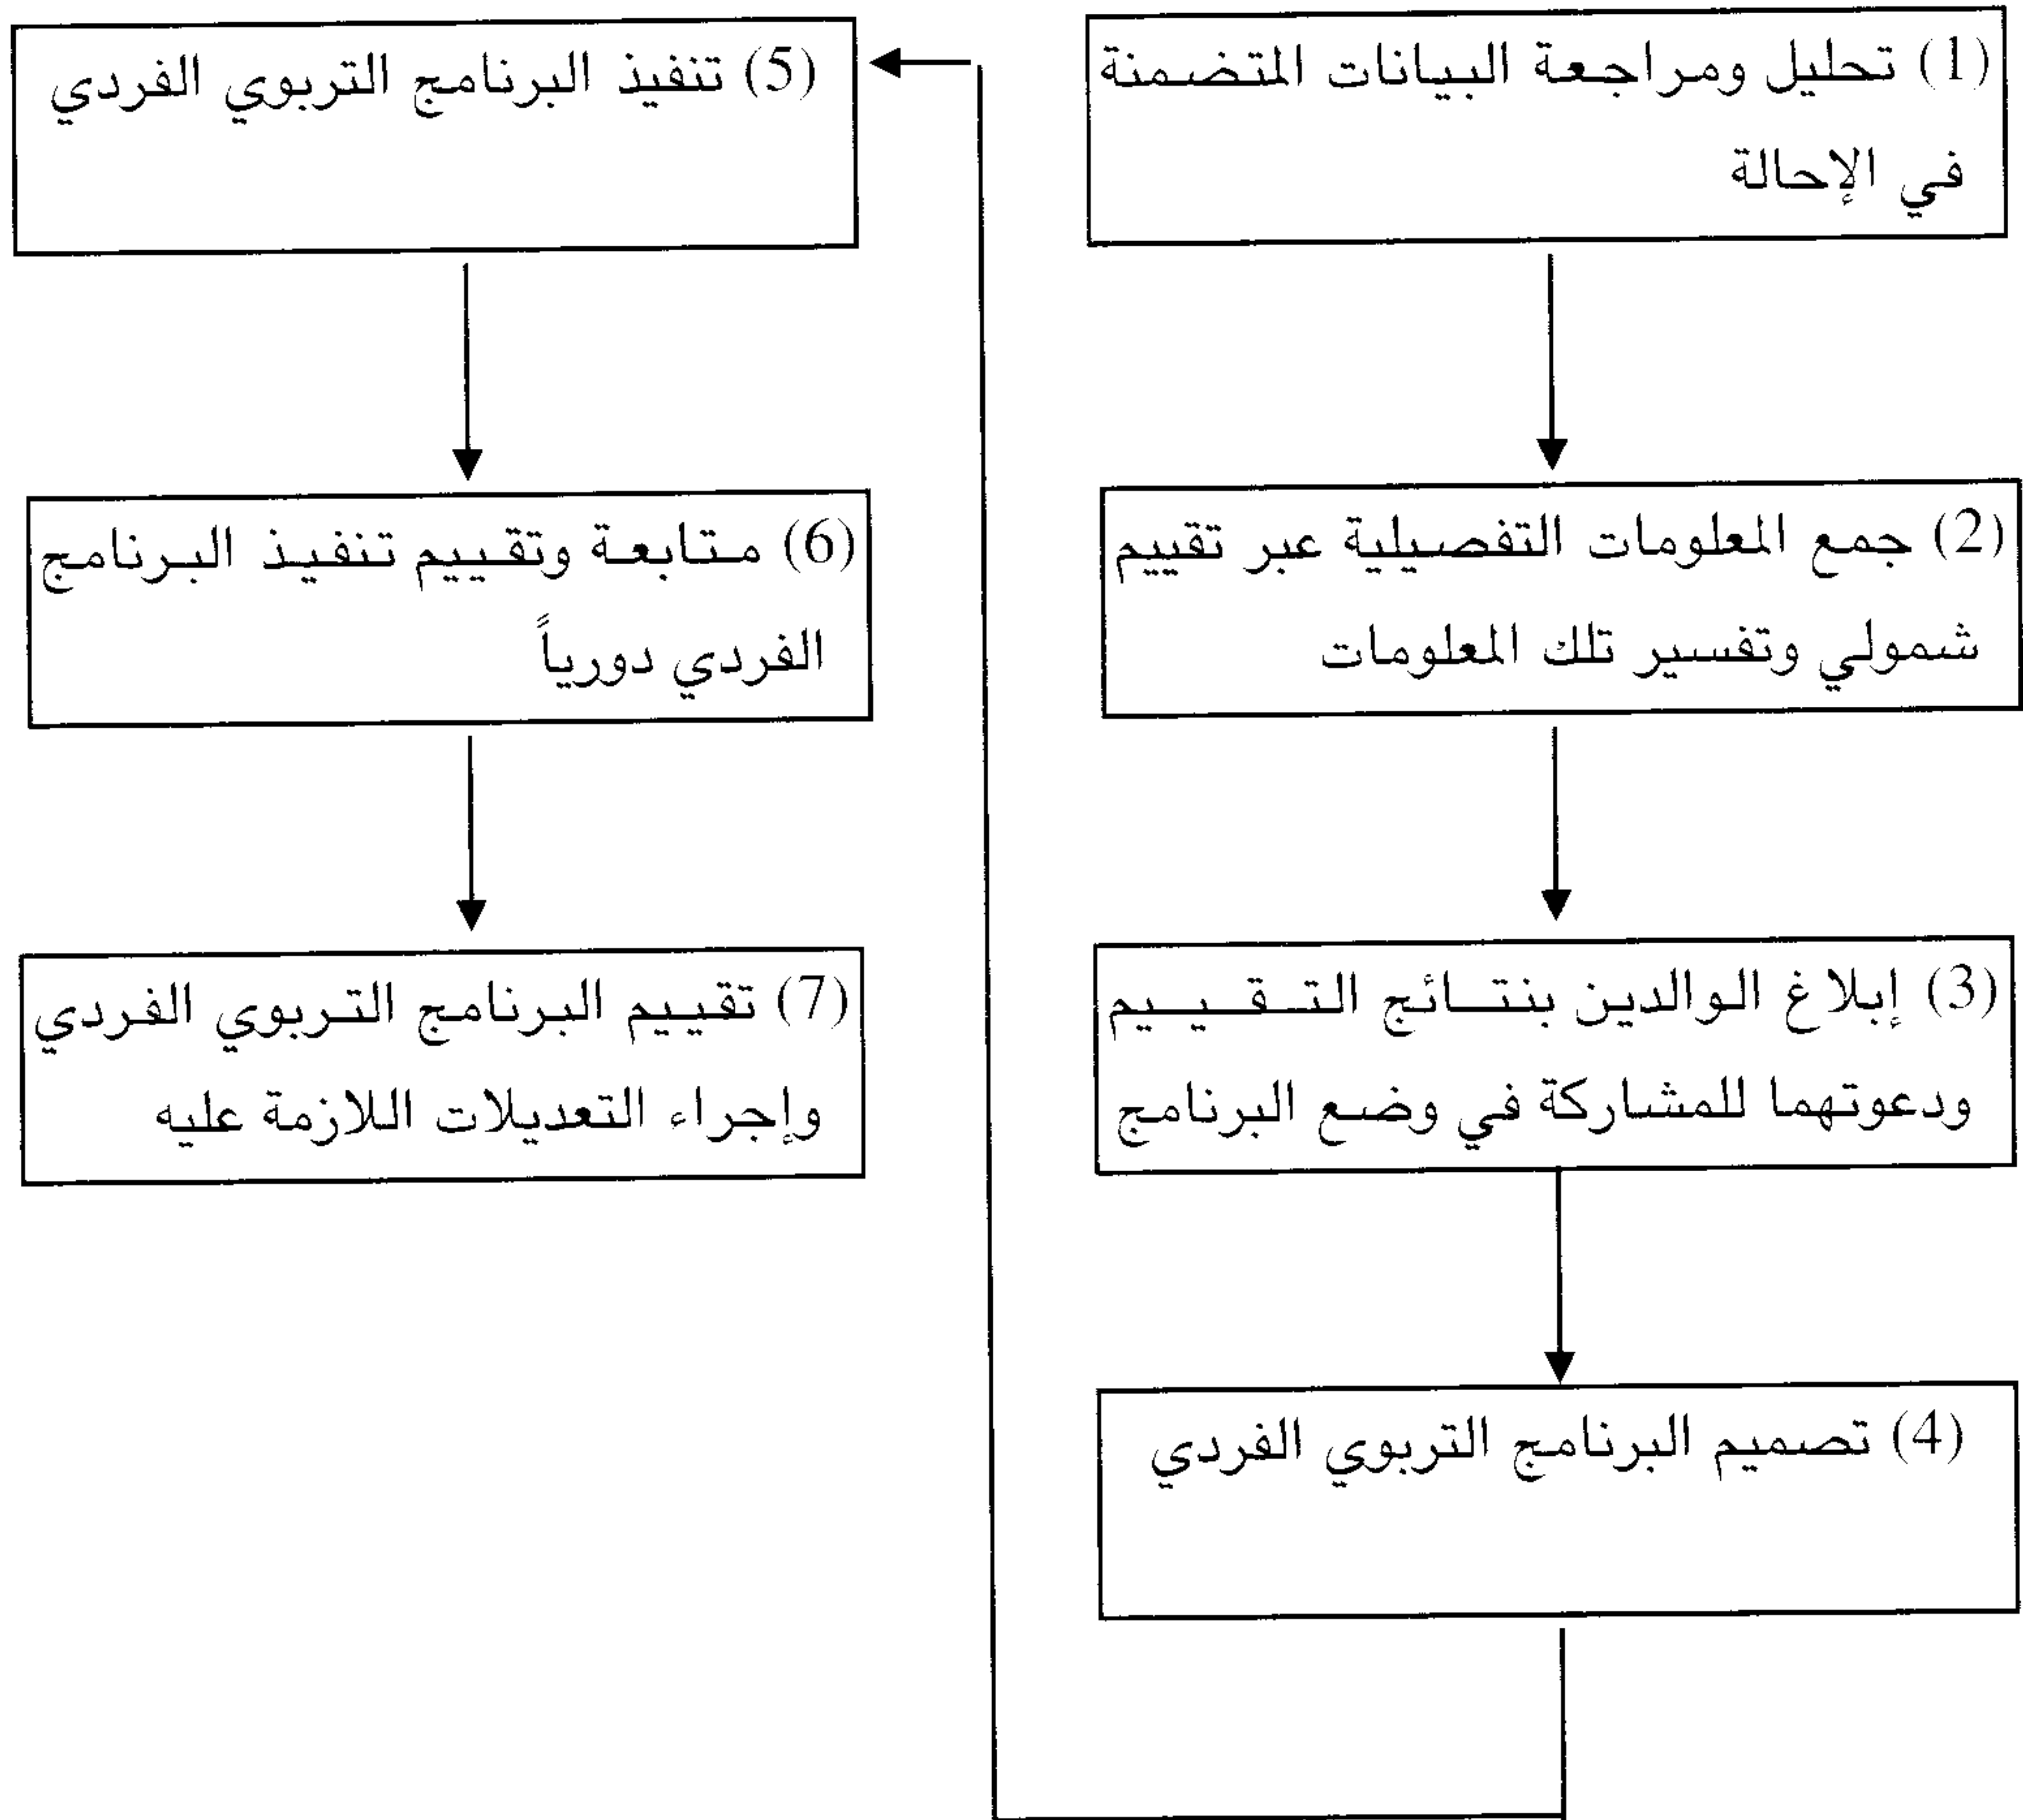 (1) تحليل ومراجعة البيانات المتضمنة
في الإحالة
(2) جمع المعلومات التفصيلية عبر تقييم
شمولي وتفسير تلك المعلومات
(3) إبلاغ الوالدين بنتائج التقييم
ودعوتهما للمشاركة في وضع البرنامج
(4) تصميم البرنامج التربوي الفردي
(5) تنفيذ البرنامج التربوي الفردي
(6) متابعة وتقييم تنفيذ البرنامج
الفردي دورياً
(7) تقييم البرنامج التربوي الفردي
وإجراء التعديلات اللازمة عليه